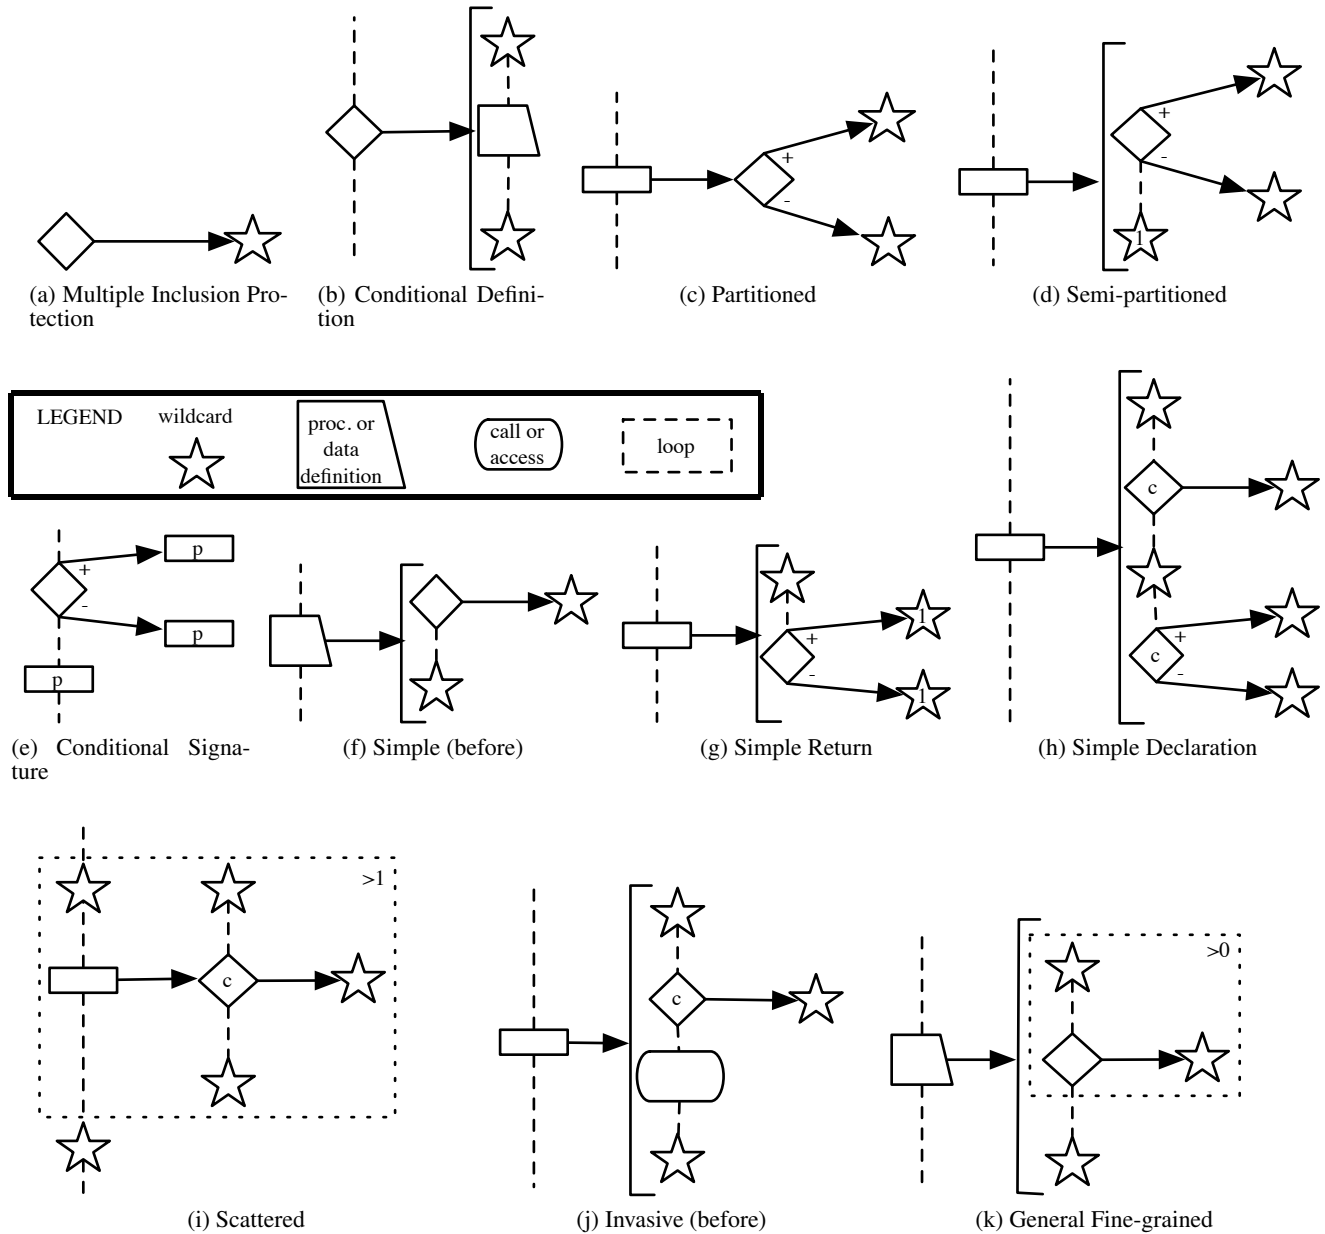 +
-
+
-
1
(a) Multiple Inclusion Pro-
tection
(b) Conditional Defini-
tion
(c) Partitioned
(d) Semi-partitioned
LEGEND
wildcard
proc. or
data
definition
call or
access
loop
p
+
-
p
p
(e) Conditional Signa-
ture
(f) Simple (before)
+
-
1
1
(g) Simple Return
c
c
+
-
(h) Simple Declaration
>1
c
(i) Scattered
c
(j) Invasive (before)
>0
(k) General Fine-grained